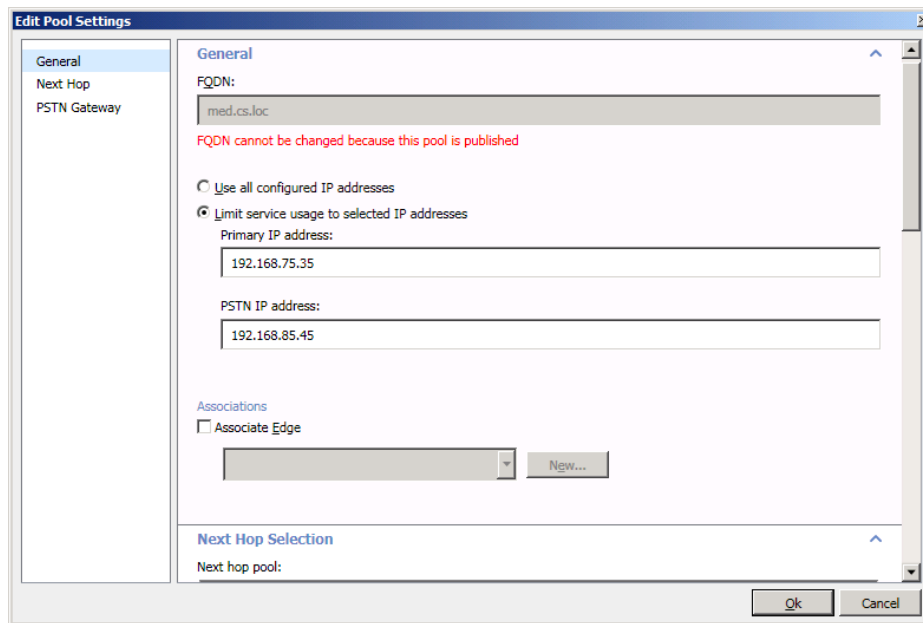 Edit Pool Settings
General
Next Hop
PSTN Gateway
General
FQDN:
med.cs.loc
FQDN cannot be changed because this pool is published
Use all configured IP addresses
Limit service usage to selected IP addresses
Primary IP address:
192.168.75.35
PSTN IP address:
192.168.85.45
Associations
Associate Edge
New...
Next Hop Selection
Next hop pool:
Ok
Cancel